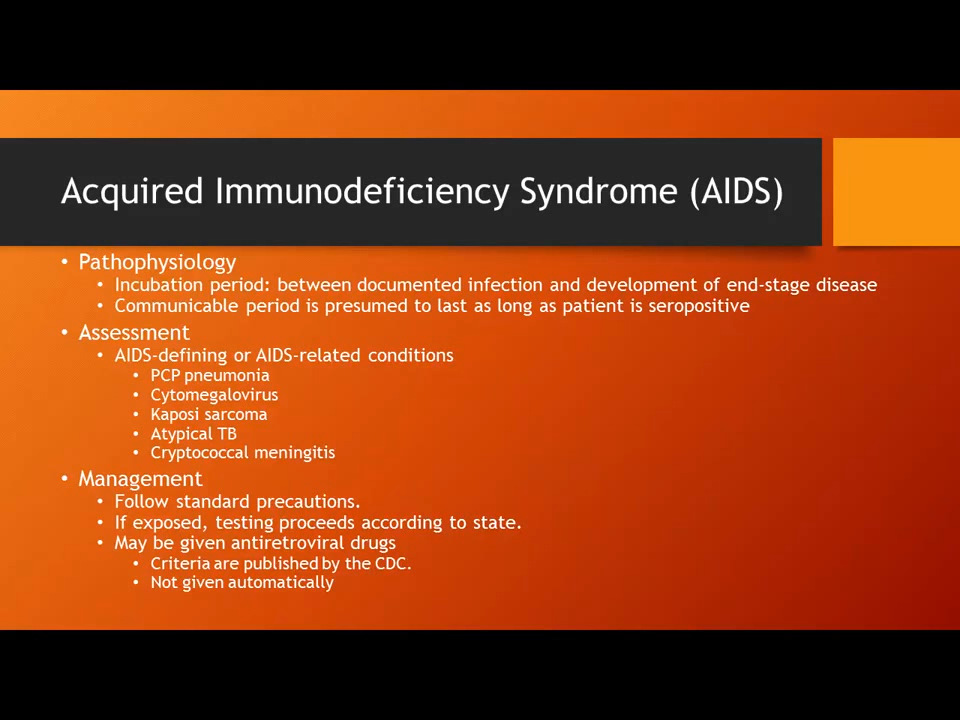 Acquired Immunodeficiency Syndrome (AIDS)
• Pathophysiology
• Incubation period: between documented infection and development of end-stage disease
• Communicable period is presumed to last as long as patient is seropositive
• Assessment
• AIDS-defining or AIDS-related conditions
• PCP pneumonia
• Cytomegalovirus
• Kaposi sarcoma
• Atypical TB
• Cryptococcal meningitis
• Management
• Follow standard precautions.
• If exposed, testing proceeds according to state.
• May be given antiretroviral drugs
• Criteria are published by the CDC.
• Not given automatically